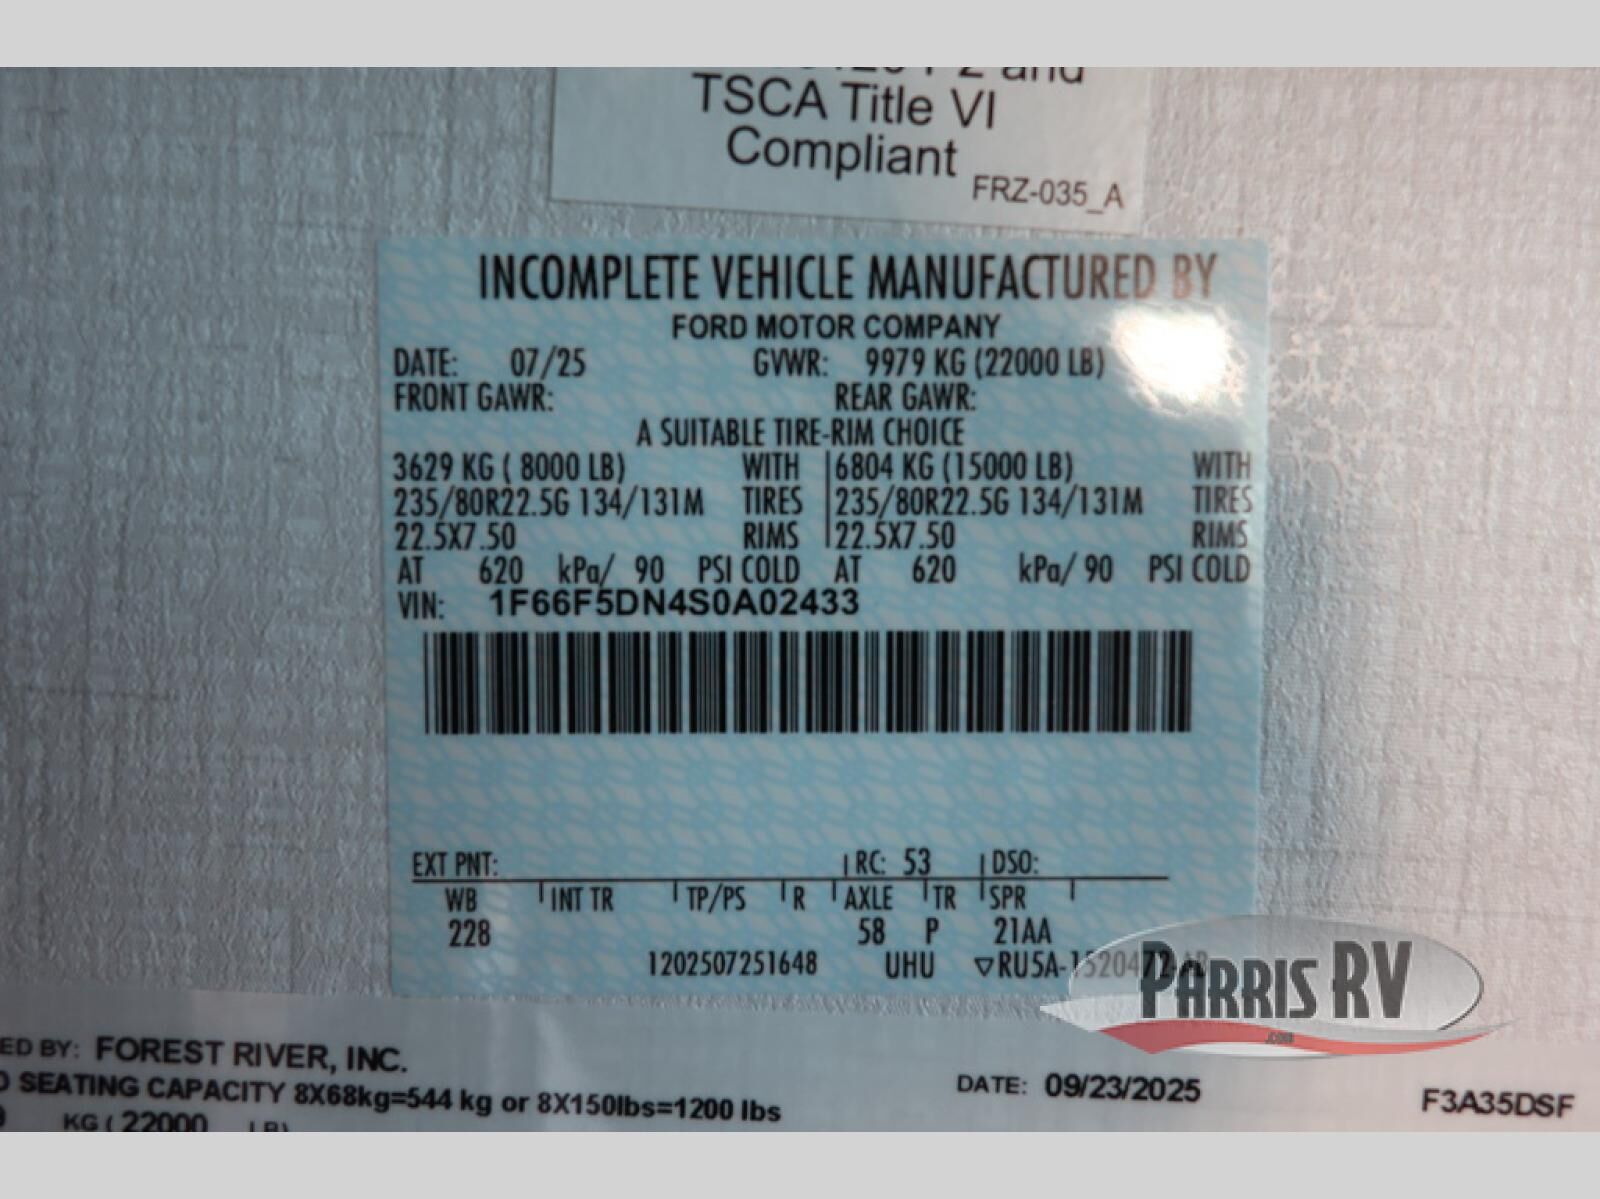 and
TSCA Title VI
Compliant
FRZ-035_A
INCOMPLETE VEHICLE MANUFACTURED BY
FORD MOTOR COMPANY
DATE: 07/25 GVWR: 9979 KG (22000 LB)
FRONT GAWR: REAR GAWR:
A SUITABLE TIRE-RIM CHOICE
3629 KG ( 8000 LB) WITH 6804 KG (15000 LB) WITH
235/80R22.5G 134/131M TIRES 235/80R22.5G 134/131M TIRES
22.5X7.50 RIMS 22.5X7.50 RIMS
AT 620 kPa/ 90 PSI COLD AT 620 kPa/ 90 PSI COLD
VIN: 1F66F5DN4S0A02433
EXT PNT: RC: 53 DSO:
WB INT TR TP/PS R AXLE TR SPR
228 58 P 21AA
1202507251648 UHU
PARRIS RV
.COM
ED BY: FOREST RIVER, INC.
SEATING CAPACITY 8X68kg=544 kg or 8X150lbs=1200 lbs
DATE: 09/23/2025 F3A35DSF
KG ( 22000 LB)